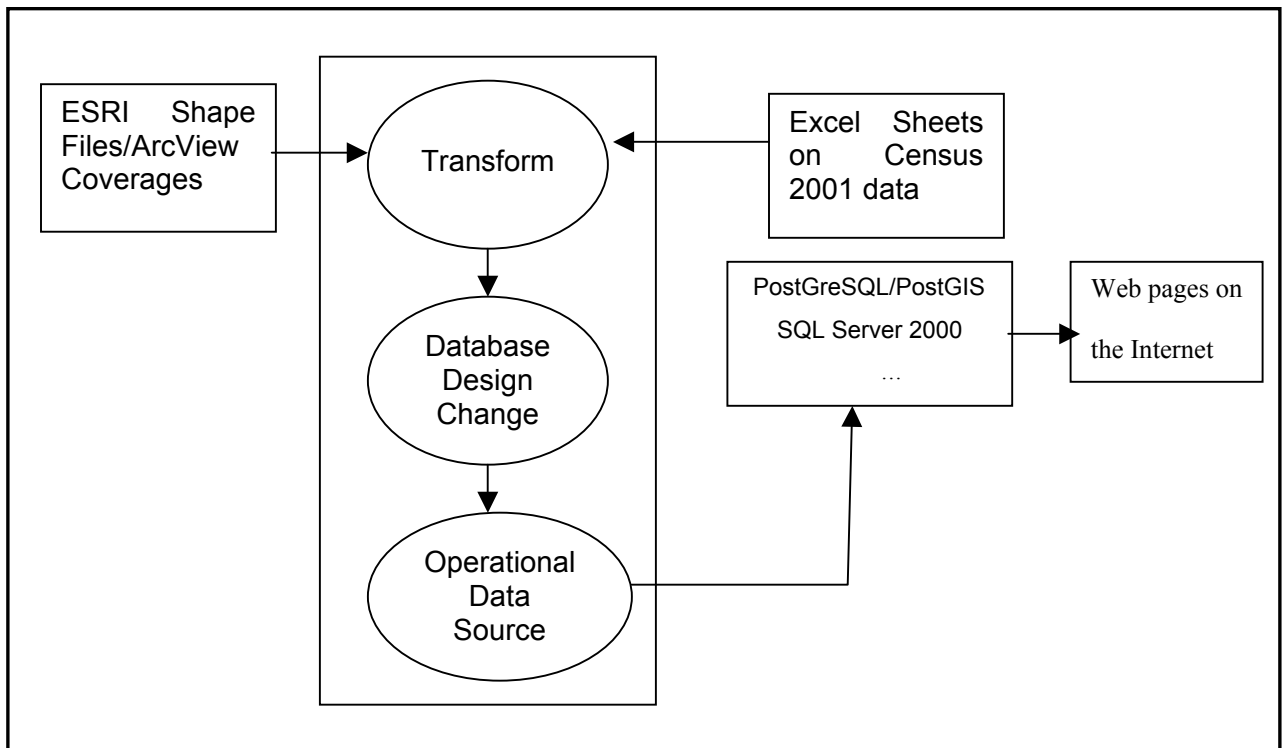 ESRI Shape
Files/ArcView
Coverages
Transform
Excel Sheets
on Census
2001 data
Database
Design
Change
PostGreSQL/PostGIS
SQL Server 2000
...
Web pages on
the Internet
Operational
Data
Source